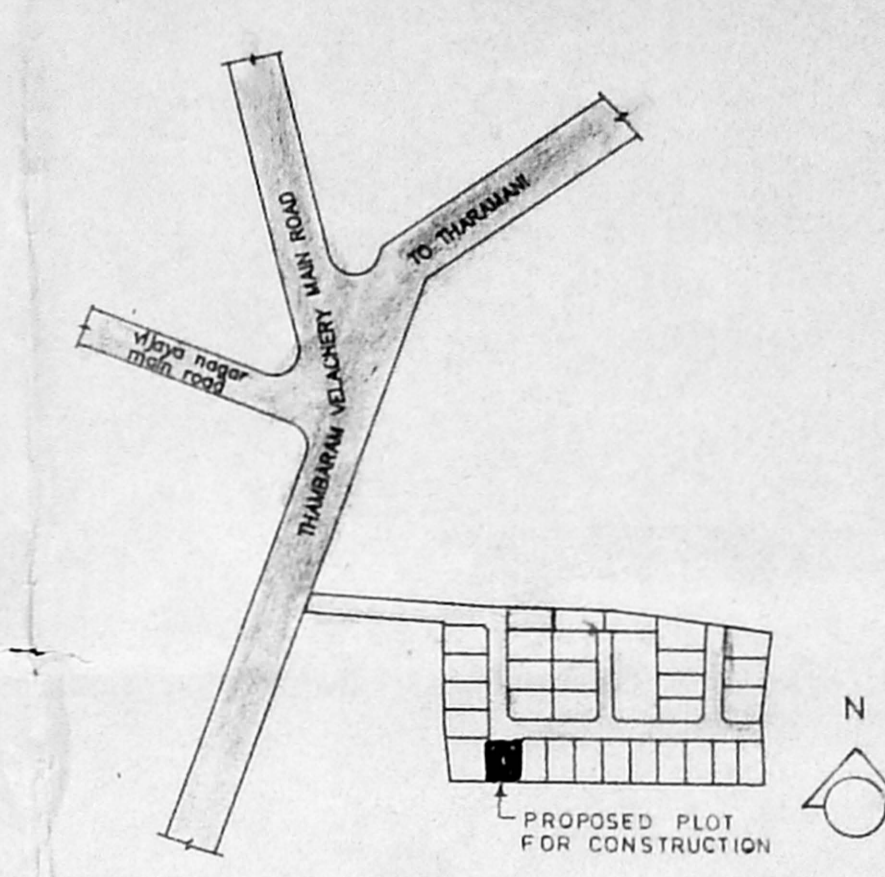 THAMBARAM VELACHERY MAIN ROAD
TO THARAMANI
vijaya nagar
main road
N
PROPOSED PLOT
FOR CONSTRUCTION